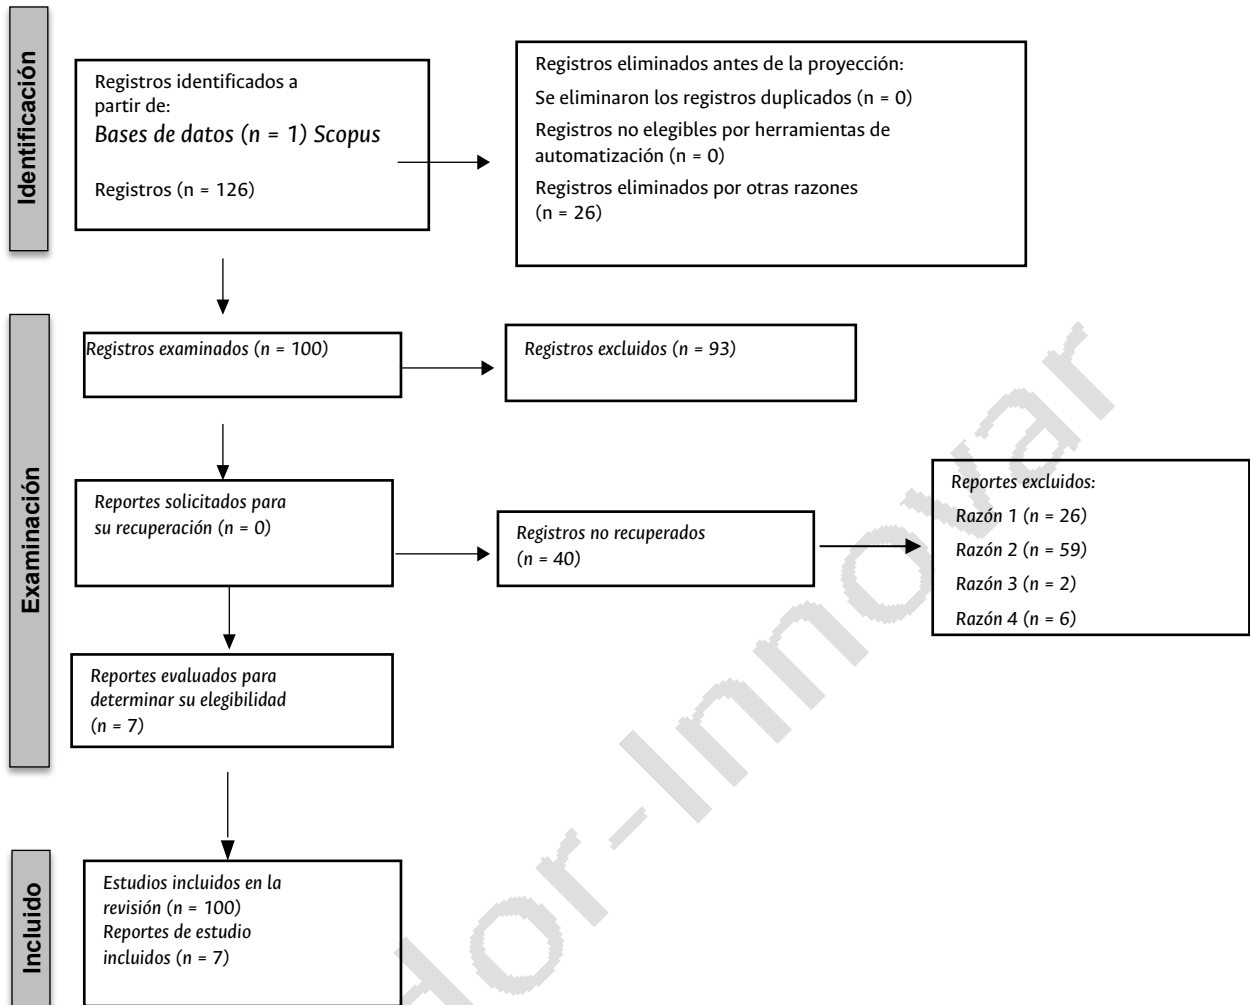 Identificación
Registros identificados a
partir de:
Bases de datos (n = 1) Scopus
Registros (n = 126)
Registros eliminados antes de la proyección:
Se eliminaron los registros duplicados (n = 0)
Registros no elegibles por herramientas de
automatización (n = 0)
Registros eliminados por otras razones
(n = 26)
Examinación
Registros examinados (n = 100)
Registros excluidos (n = 93)
Reportes solicitados para
su recuperación (n = 0)
Registros no recuperados
(n = 40)
Reportes excluidos:
Razón 1 (n = 26)
Razón 2 (n = 59)
Razón 3 (n = 2)
Razón 4 (n = 6)
Reportes evaluados para
determinar su elegibilidad
(n = 7)
Incluido
Estudios incluidos en la
revisión (n = 100)
Reportes de estudio
incluidos (n = 7)
dor-Innovar